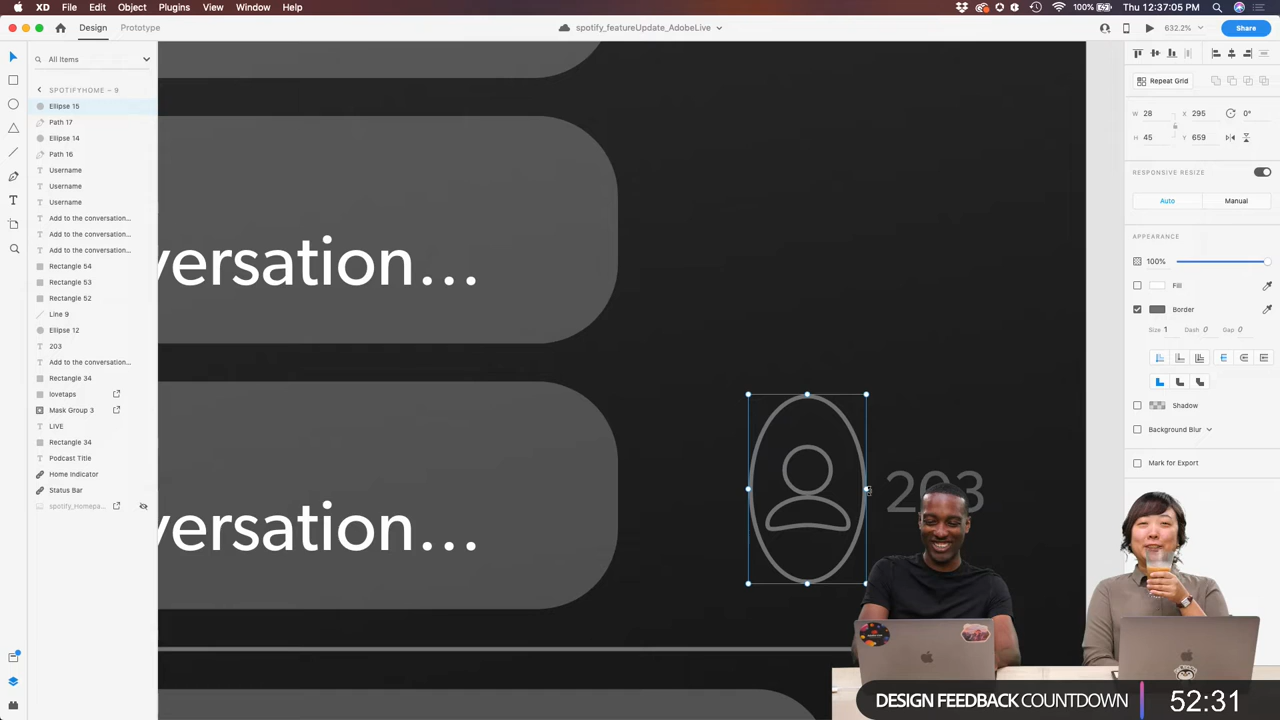 XD File Edit Object Plugins View Window Help
100% Thu 12:37:05 PM
Design Prototype
spotify_featureUpdate_AdobeLive
632.2% Share
All Items
SPOTIFYHOME – 9
Ellipse 15
Path 17
Ellipse 14
Path 16
Username
Username
Username
Add to the conversation...
Add to the conversation...
Add to the conversation...
Rectangle 54
Rectangle 53
Rectangle 52
Line 9
Ellipse 12
203
Add to the conversation...
Rectangle 34
lovetaps
Mask Group 3
LIVE
Rectangle 34
Podcast Title
Home Indicator
Status Bar
spotify_Homepa...
versation...
versation...
203
Repeat Grid
W 28 X 295 0°
H 45 Y 659
RESPONSIVE RESIZE
Auto Manual
APPEARANCE
100%
Fill
Border
Size 1 Dash 0 Gap 0
Shadow
Background Blur
Mark for Export
DESIGN FEEDBACK COUNTDOWN 52:31